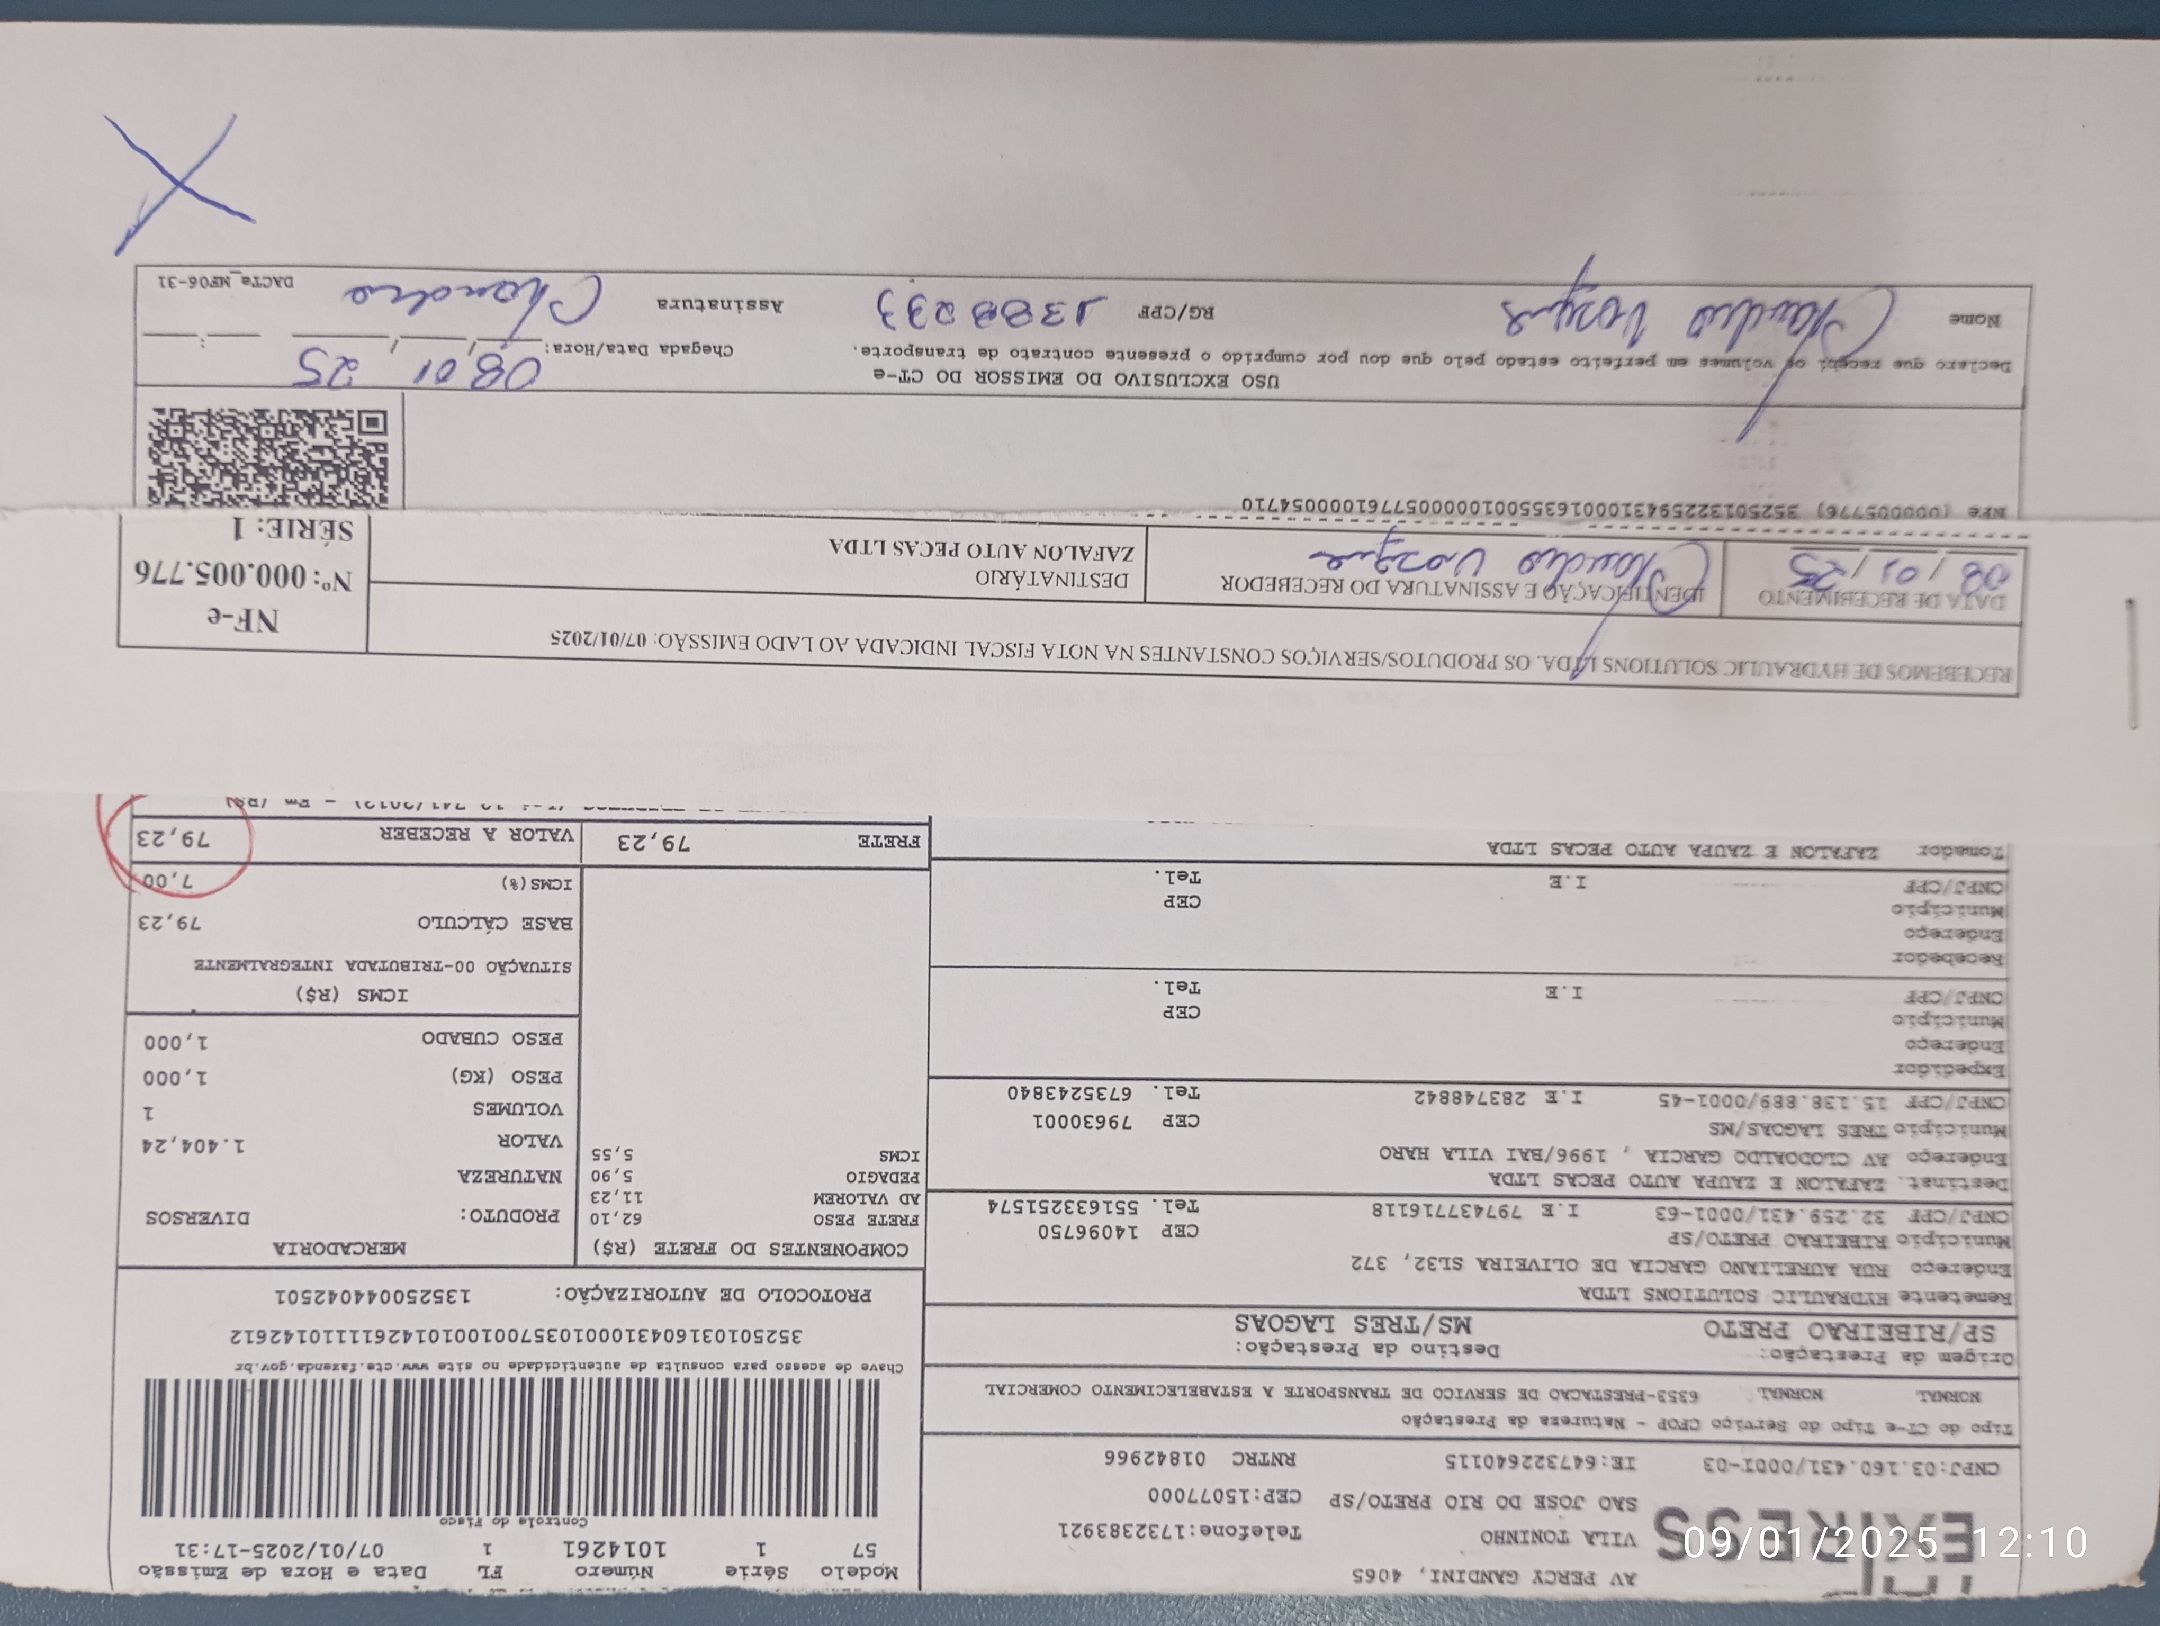 AV PERCY GANDINI, 4065
VILA TONINHO Telefone:1732383921
SAO JOSE DO RIO PRETO/SP CEP:15077000
CNPJ:03.160.431/0001-03 IE:647322640115 RNTRC 01842966
EXPRESS
Modelo Série Número FL Data e Hora de Emissão
57 1 1014261 1 07/01/2025-17:31
Controle do Fisco
Tipo do CT-e Tipo do Serviço CFOP - Natureza da Prestação
NORMAL NORMAL 6353-PRESTACAO DE SERVICO DE TRANSPORTE A ESTABELECIMENTO COMERCIAL
Chave de acesso para consulta de autenticidade no site www.cte.fazenda.gov.br
35250103160431000103570010010142611110142612
PROTOCOLO DE AUTORIZAÇÃO: 135250044042501
Origem da Prestação: Destino da Prestação:
SP/RIBEIRAO PRETO MS/TRES LAGOAS
Remetente HYDRAULIC SOLUTIONS LTDA
Endereço RUA AURELIANO GARCIA DE OLIVEIRA SL32, 372
Município RIBEIRAO PRETO/SP CEP 14096750
CNPJ/CPF 32.259.431/0001-63 I.E 797437716118 Tel. 551633251574
Destinat. ZAFALON E ZAUPA AUTO PECAS LTDA
Endereço AV CLODOALDO GARCIA , 1996/BAI VILA HARO
Município TRES LAGOAS/MS CEP 79630001
CNPJ/CPF 15.138.889/0001-45 I.E 283748842 Tel. 6735243840
Expedidor
Endereço
Município CEP
CNPJ/CPF I.E Tel.
Recebedor
Endereço
Município CEP
CNPJ/CPF I.E Tel.
Tomador ZAFALON E ZAUPA AUTO PECAS LTDA
COMPONENTES DO FRETE (R$)
FRETE PESO 62,10
AD VALOREM 11,23
PEDAGIO 5,90
ICMS 5,55
FRETE 79,23
MERCADORIA
PRODUTO: DIVERSOS
NATUREZA
VALOR 1.404,24
VOLUMES 1
PESO (KG) 1,000
PESO CUBADO 1,000
ICMS (R$)
SITUAÇÃO 00-TRIBUTADA INTEGRALMENTE
BASE CÁLCULO 79,23
ICMS(%) 7,00
VALOR A RECEBER 79,23
RECEBEMOS DE HYDRAULIC SOLUTIONS LTDA. OS PRODUTOS/SERVIÇOS CONSTANTES NA NOTA FISCAL INDICADA AO LADO EMISSÃO: 07/01/2025
DATA DE RECEBIMENTO IDENTIFICAÇÃO E ASSINATURA DO RECEBEDOR DESTINATÁRIO
08/01/25 ZAFALON AUTO PECAS LTDA
NF-e
Nº: 000.005.776
SÉRIE: 1
NFe (000005776) 35250132259431000163550010000057761000054710
USO EXCLUSIVO DO EMISSOR DO CT-e
Declaro que recebi os volumes em perfeito estado pelo que dou por cumprido o presente contrato de transporte.
Chegada Data/Hora: 08/01/25
Nome RG/CPF 1388233 Assinatura
DACTe_MF06-31
09/01/2025 12:10